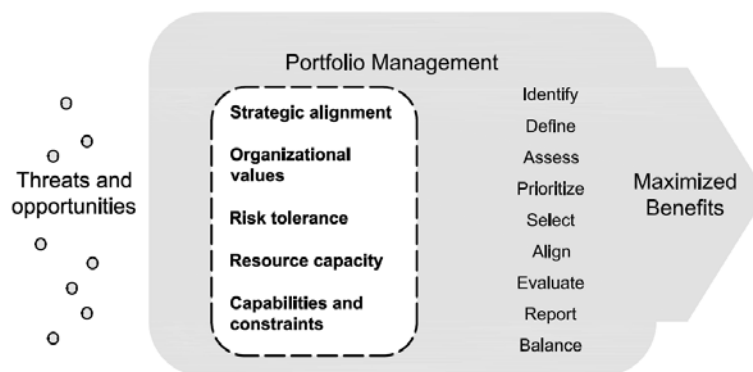 Portfolio Management
Threats and
opportunities
Strategic alignment
Organizational
values
Risk tolerance
Resource capacity
Capabilities and
constraints
Identify
Define
Assess
Prioritize
Select
Align
Evaluate
Report
Balance
Maximized
Benefits